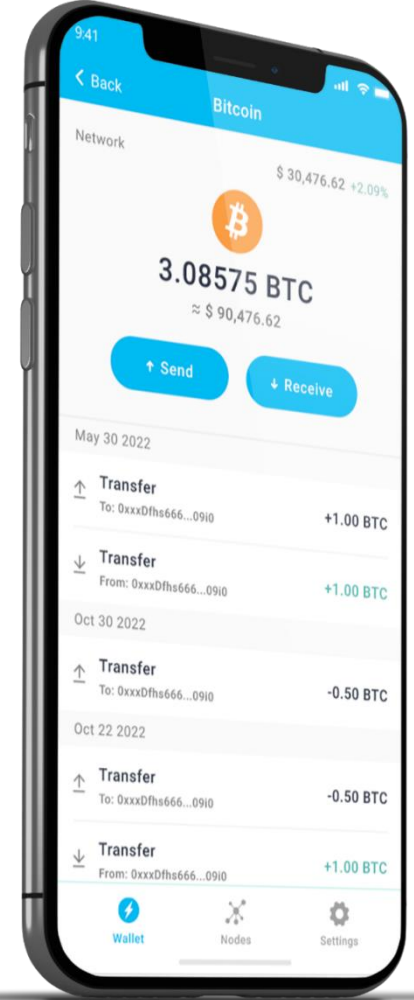 9:41
Back
Bitcoin
Network
$ 30,476.62 +2.09%
3.08575 BTC
≈ $ 90,476.62
↑ Send
↓ Receive
May 30 2022
Transfer
To: 0xxxDfhs666...09i0
+1.00 BTC
Transfer
From: 0xxxDfhs666...09i0
+1.00 BTC
Oct 30 2022
Transfer
To: 0xxxDfhs666...09i0
-0.50 BTC
Oct 22 2022
Transfer
To: 0xxxDfhs666...09i0
-0.50 BTC
Transfer
From: 0xxxDfhs666...09i0
+1.00 BTC
Wallet
Nodes
Settings